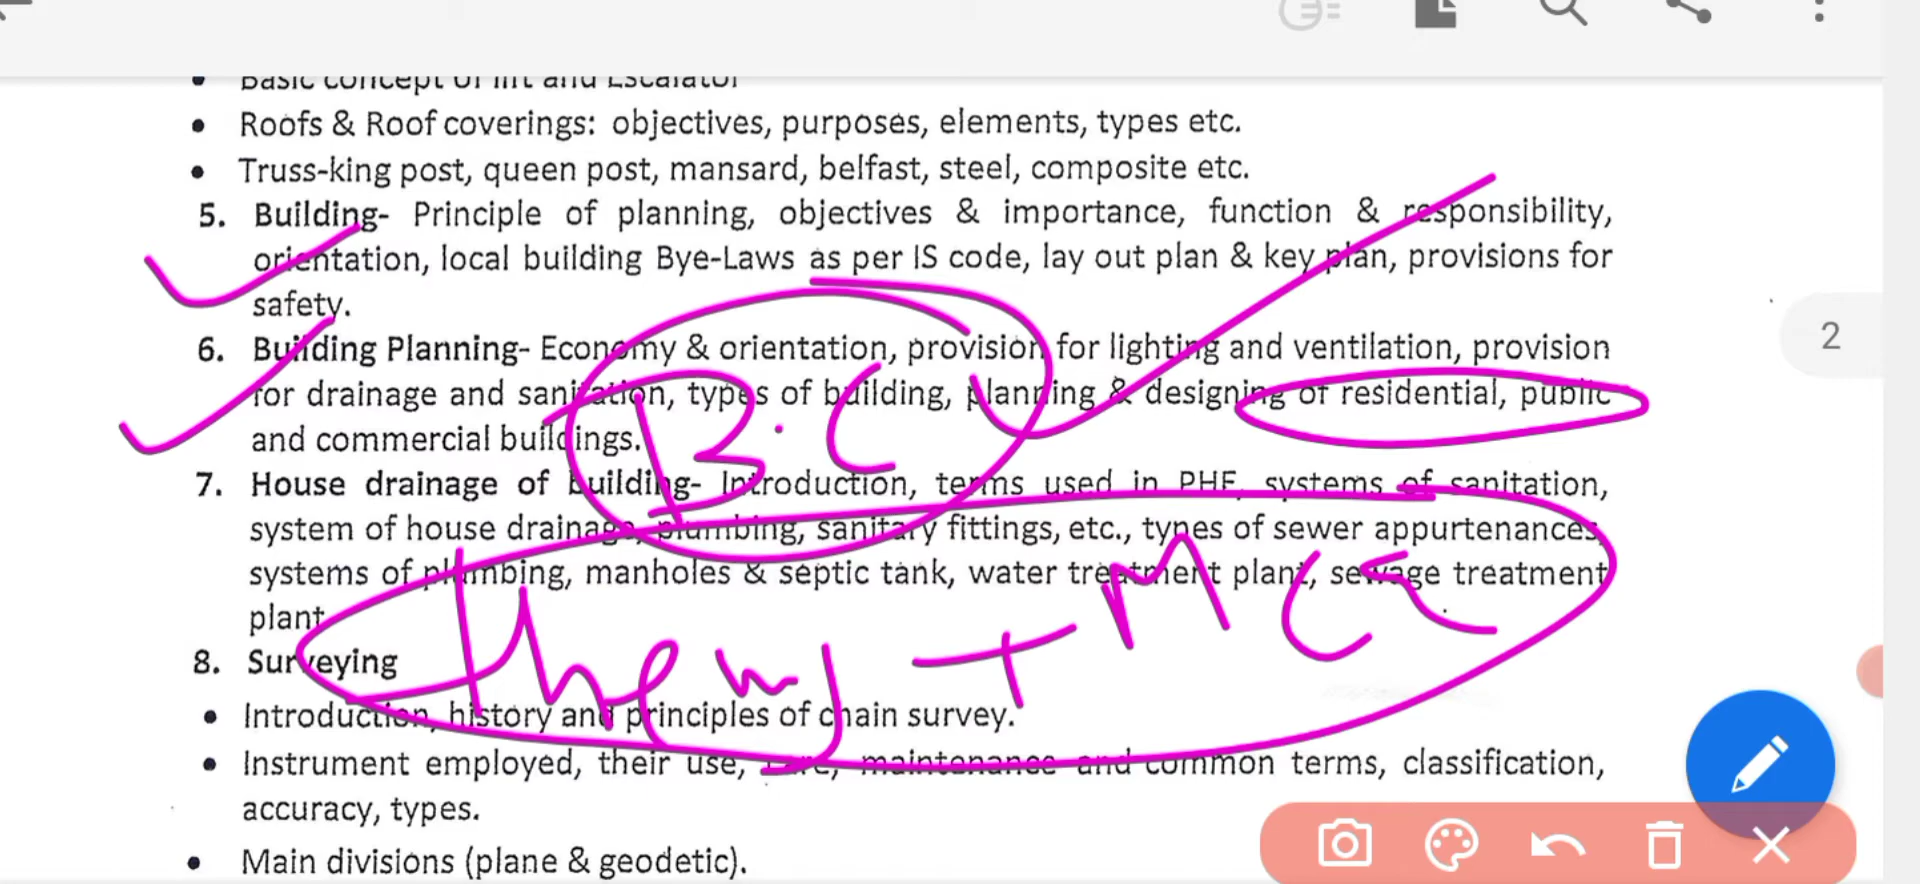 Basic concept of lift and Escalator
• Roofs & Roof coverings: objectives, purposes, elements, types etc.
• Truss-king post, queen post, mansard, belfast, steel, composite etc.
5. Building- Principle of planning, objectives & importance, function & responsibility,
orientation, local building Bye-Laws as per IS code, lay out plan & key plan, provisions for
safety.
2
6. Building Planning- Economy & orientation, provision for lighting and ventilation, provision
for drainage and sanitation, types of building, planning & designing of residential, public
and commercial buildings.
B.C
7. House drainage of building- Introduction, terms used in PHE, systems of sanitation,
system of house drainage, plumbing, sanitary fittings, etc., types of sewer appurtenances,
systems of plumbing, manholes & septic tank, water treatment plant, sewage treatment
plant
+ MCQ
8. Surveying
• Introduction, history and principles of chain survey.
• Instrument employed, their use, care, maintenance and common terms, classification,
accuracy, types.
• Main divisions (plane & geodetic).